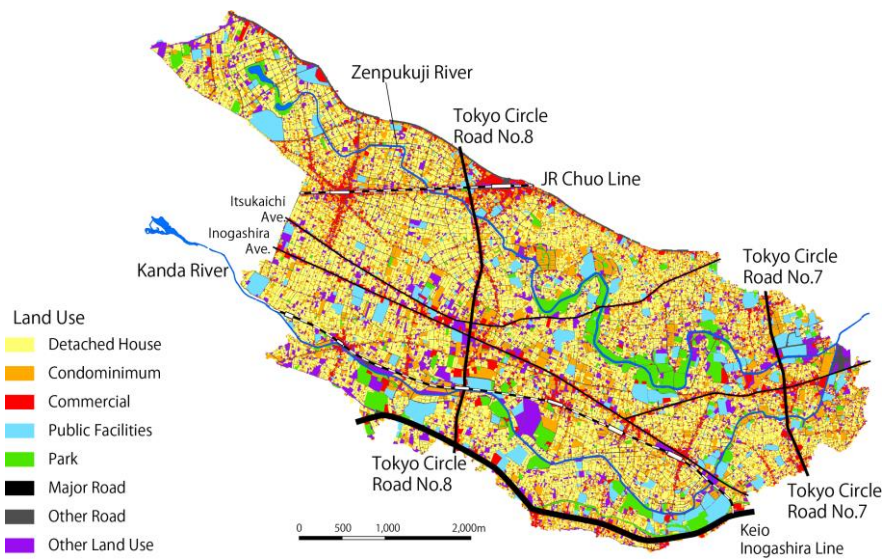 Zenpukuji River
Tokyo Circle
Road No.8
JR Chuo Line
Itsukaichi
Ave.
Inogashira
Ave.
Kanda River
Tokyo Circle
Road No.7
Land Use
Detached House
Condominimum
Commercial
Public Facilities
Park
Major Road
Other Road
Other Land Use
Tokyo Circle
Road No.8
Tokyo Circle
Road No.7
Keio
Inogashira Line
0 500 1,000 2,000m